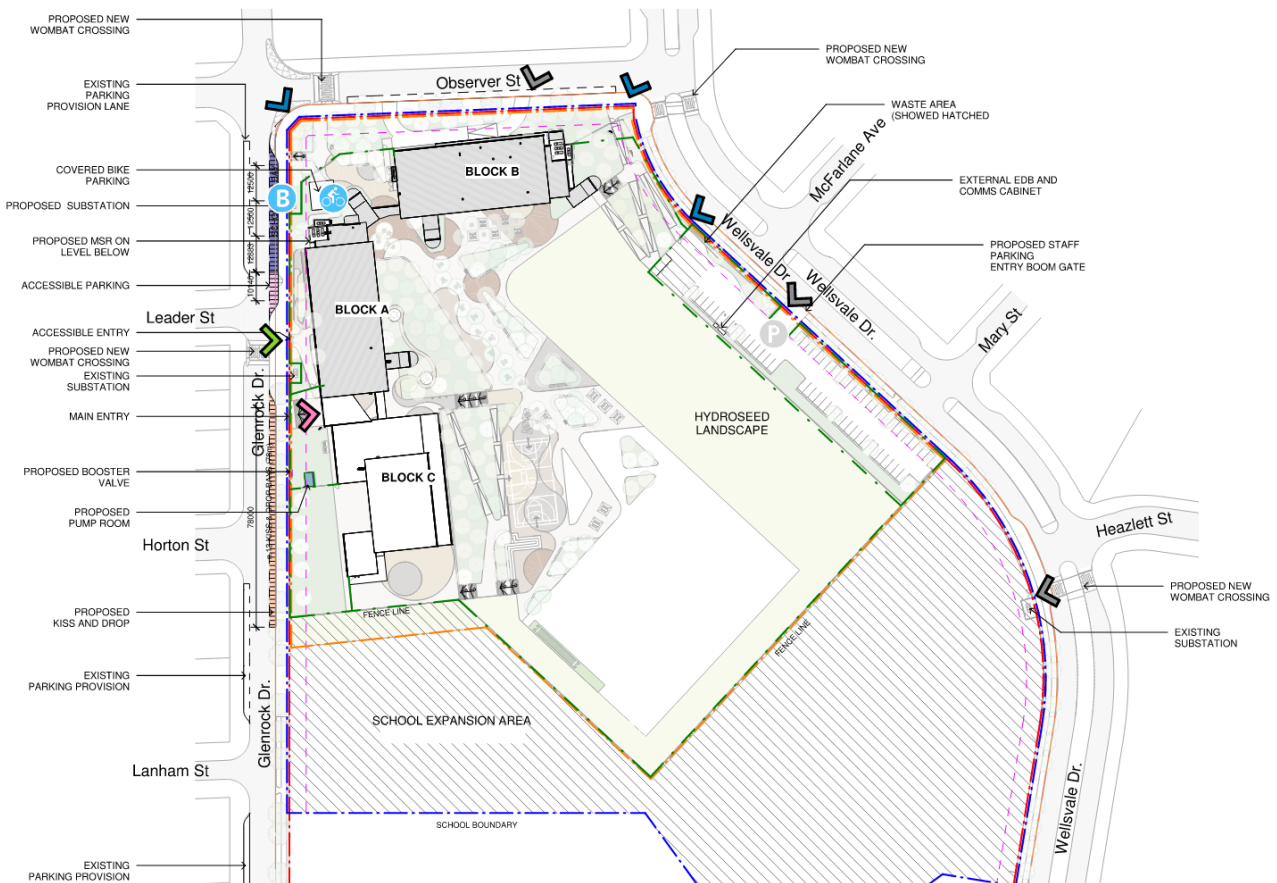 PROPOSED NEW
WOMBAT CROSSING
EXISTING
PARKING
PROVISION LANE
COVERED BIKE
PARKING
PROPOSED SUBSTATION
PROPOSED MSR ON
LEVEL BELOW
ACCESSIBLE PARKING
Leader St
ACCESSIBLE ENTRY
PROPOSED NEW
WOMBAT CROSSING
EXISTING
SUBSTATION
MAIN ENTRY
PROPOSED BOOSTER
VALVE
PROPOSED
PUMP ROOM
Horton St
PROPOSED
KISS AND DROP
EXISTING
PARKING PROVISION
Lanham St
EXISTING
PARKING PROVISION
12500
12560
12885
10140
78000
Glenrock Dr.
Glenrock Dr.
B
Observer St
BLOCK B
BLOCK A
BLOCK C
HYDROSEED
LANDSCAPE
FENCE LINE
FENCE LINE
SCHOOL EXPANSION AREA
SCHOOL BOUNDARY
P
PROPOSED NEW
WOMBAT CROSSING
WASTE AREA
(SHOWED HATCHED
McFarlane Ave
EXTERNAL EDB AND
COMMS CABINET
Wellsvale Dr.
Wellsvale Dr.
PROPOSED STAFF
PARKING
ENTRY BOOM GATE
Mary St
Heazlett St
PROPOSED NEW
WOMBAT CROSSING
EXISTING
SUBSTATION
Wellsvale Dr.